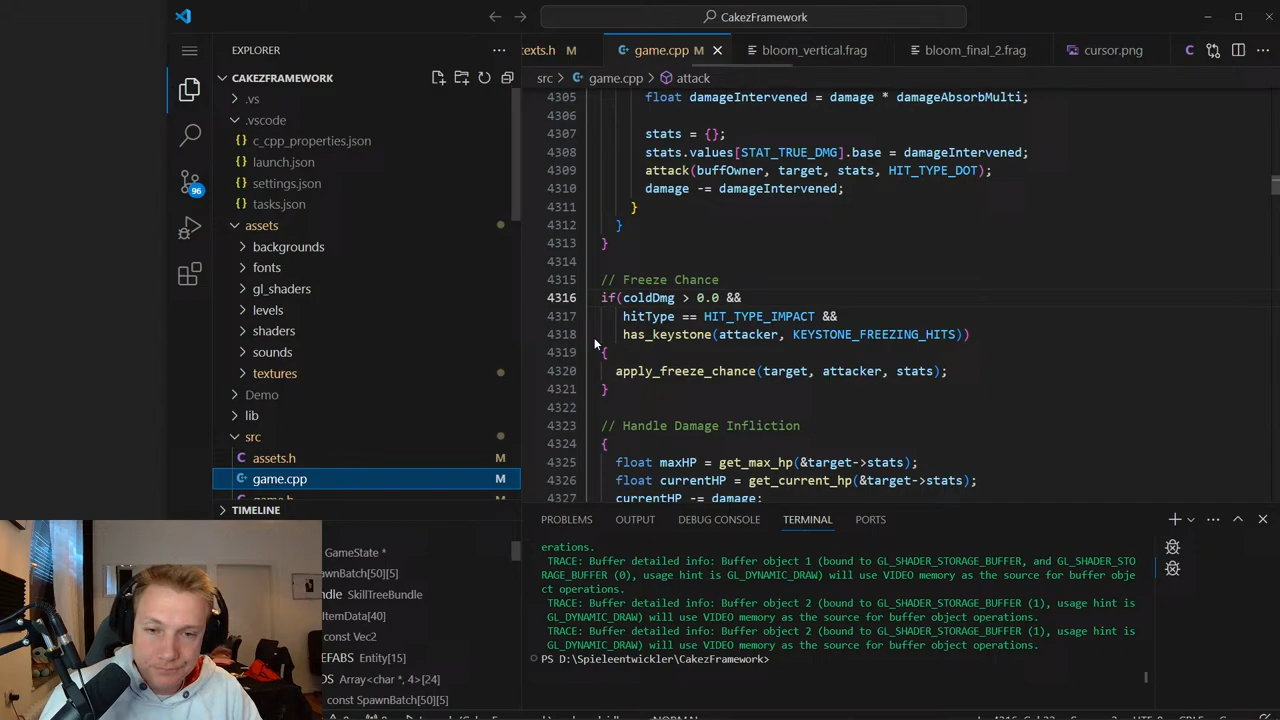 CakezFramework
EXPLORER
texts.h M
game.cpp M
bloom_vertical.frag
bloom_final_2.frag
cursor.png
src > game.cpp > attack
CAKEZFRAMEWORK
.vs
.vscode
c_cpp_properties.json
launch.json
settings.json
tasks.json
assets
backgrounds
fonts
gl_shaders
levels
shaders
sounds
textures
Demo
lib
src
assets.h M
game.cpp M
TIMELINE
96
4305 float damageIntervened = damage * damageAbsorbMulti;
4306
4307 stats = {};
4308 stats.values[STAT_TRUE_DMG].base = damageIntervened;
4309 attack(buffOwner, target, stats, HIT_TYPE_DOT);
4310 damage -= damageIntervened;
4311 }
4312 }
4313 }
4314
4315 // Freeze Chance
4316 if(coldDmg > 0.0 &&
4317 hitType == HIT_TYPE_IMPACT &&
4318 has_keystone(attacker, KEYSTONE_FREEZING_HITS))
4319 {
4320 apply_freeze_chance(target, attacker, stats);
4321 }
4322
4323 // Handle Damage Infliction
4324 {
4325 float maxHP = get_max_hp(&target->stats);
4326 float currentHP = get_current_hp(&target->stats);
4327 currentHP -= damage;
PROBLEMS OUTPUT DEBUG CONSOLE TERMINAL PORTS
erations.
TRACE: Buffer detailed info: Buffer object 1 (bound to GL_SHADER_STORAGE_BUFFER, and GL_SHADER_STO
RAGE_BUFFER (0), usage hint is GL_DYNAMIC_DRAW) will use VIDEO memory as the source for buffer obje
ct operations.
TRACE: Buffer detailed info: Buffer object 2 (bound to GL_SHADER_STORAGE_BUFFER (1), usage hint is
GL_DYNAMIC_DRAW) will use VIDEO memory as the source for buffer object operations.
TRACE: Buffer detailed info: Buffer object 2 (bound to GL_SHADER_STORAGE_BUFFER (1), usage hint is
GL_DYNAMIC_DRAW) will use VIDEO memory as the source for buffer object operations.
PS D:\Spieleentwickler\CakezFramework>
GameState *
awnBatch[50][5]
ndle SkillTreeBundle
ItemData[40]
const Vec2
EFABS Entity[15]
OS Array<char *, 4>[24]
const SpawnBatch[50][5]